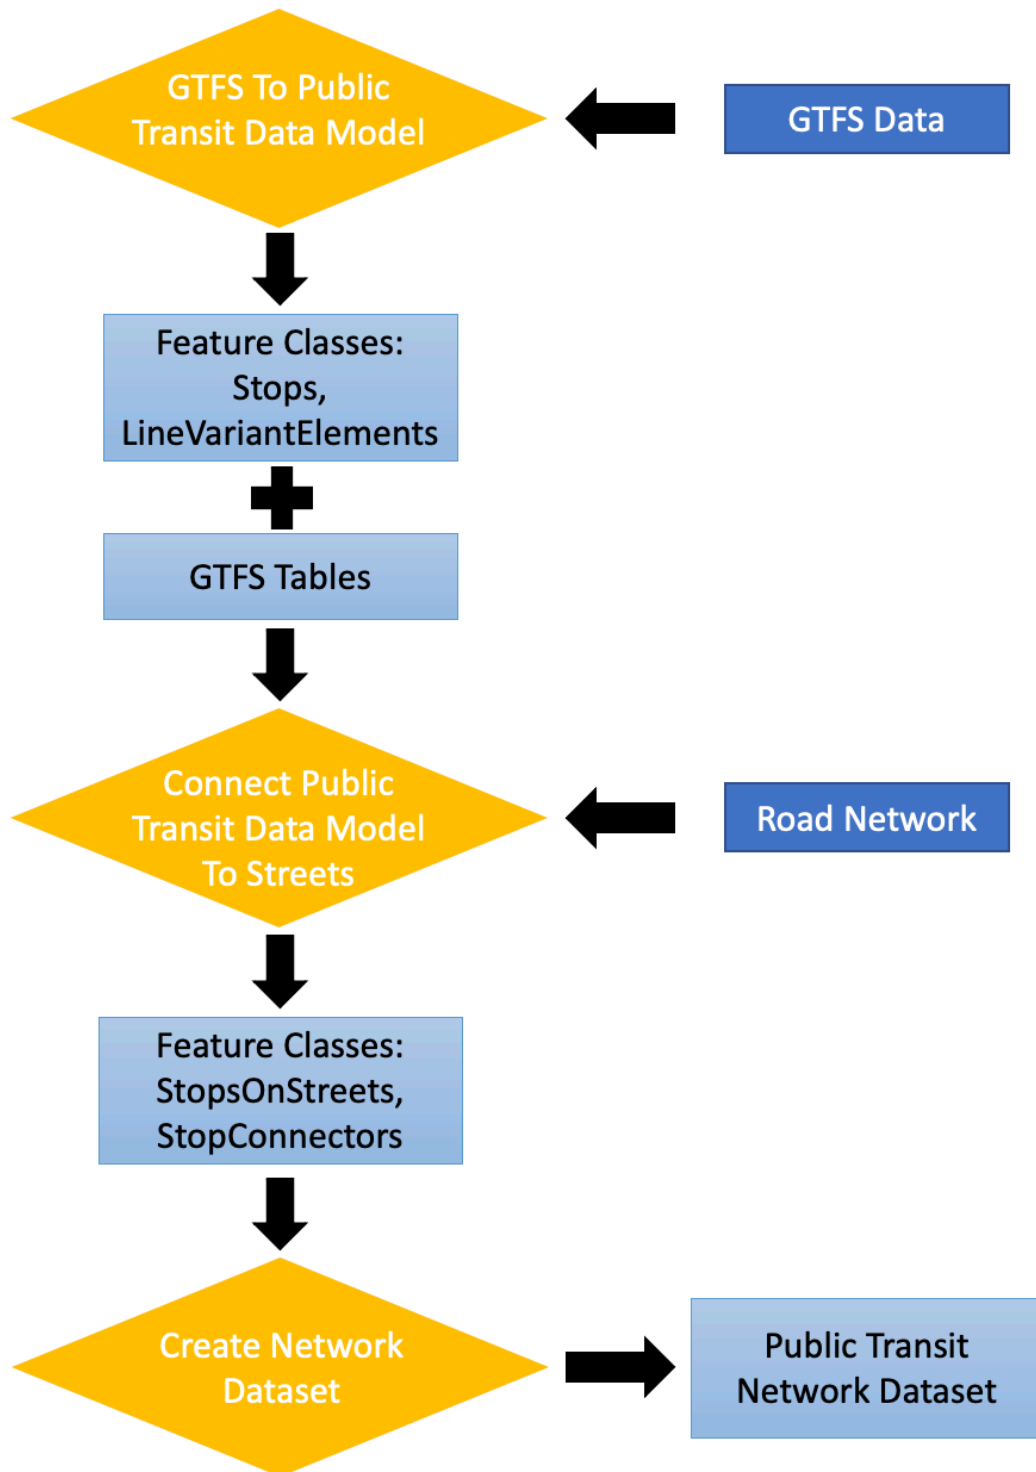 GTFS To Public
Transit Data Model
GTFS Data
Feature Classes:
Stops,
LineVariantElements
GTFS Tables
Connect Public
Transit Data Model
To Streets
Road Network
Feature Classes:
StopsOnStreets,
StopConnectors
Create Network
Dataset
Public Transit
Network Dataset